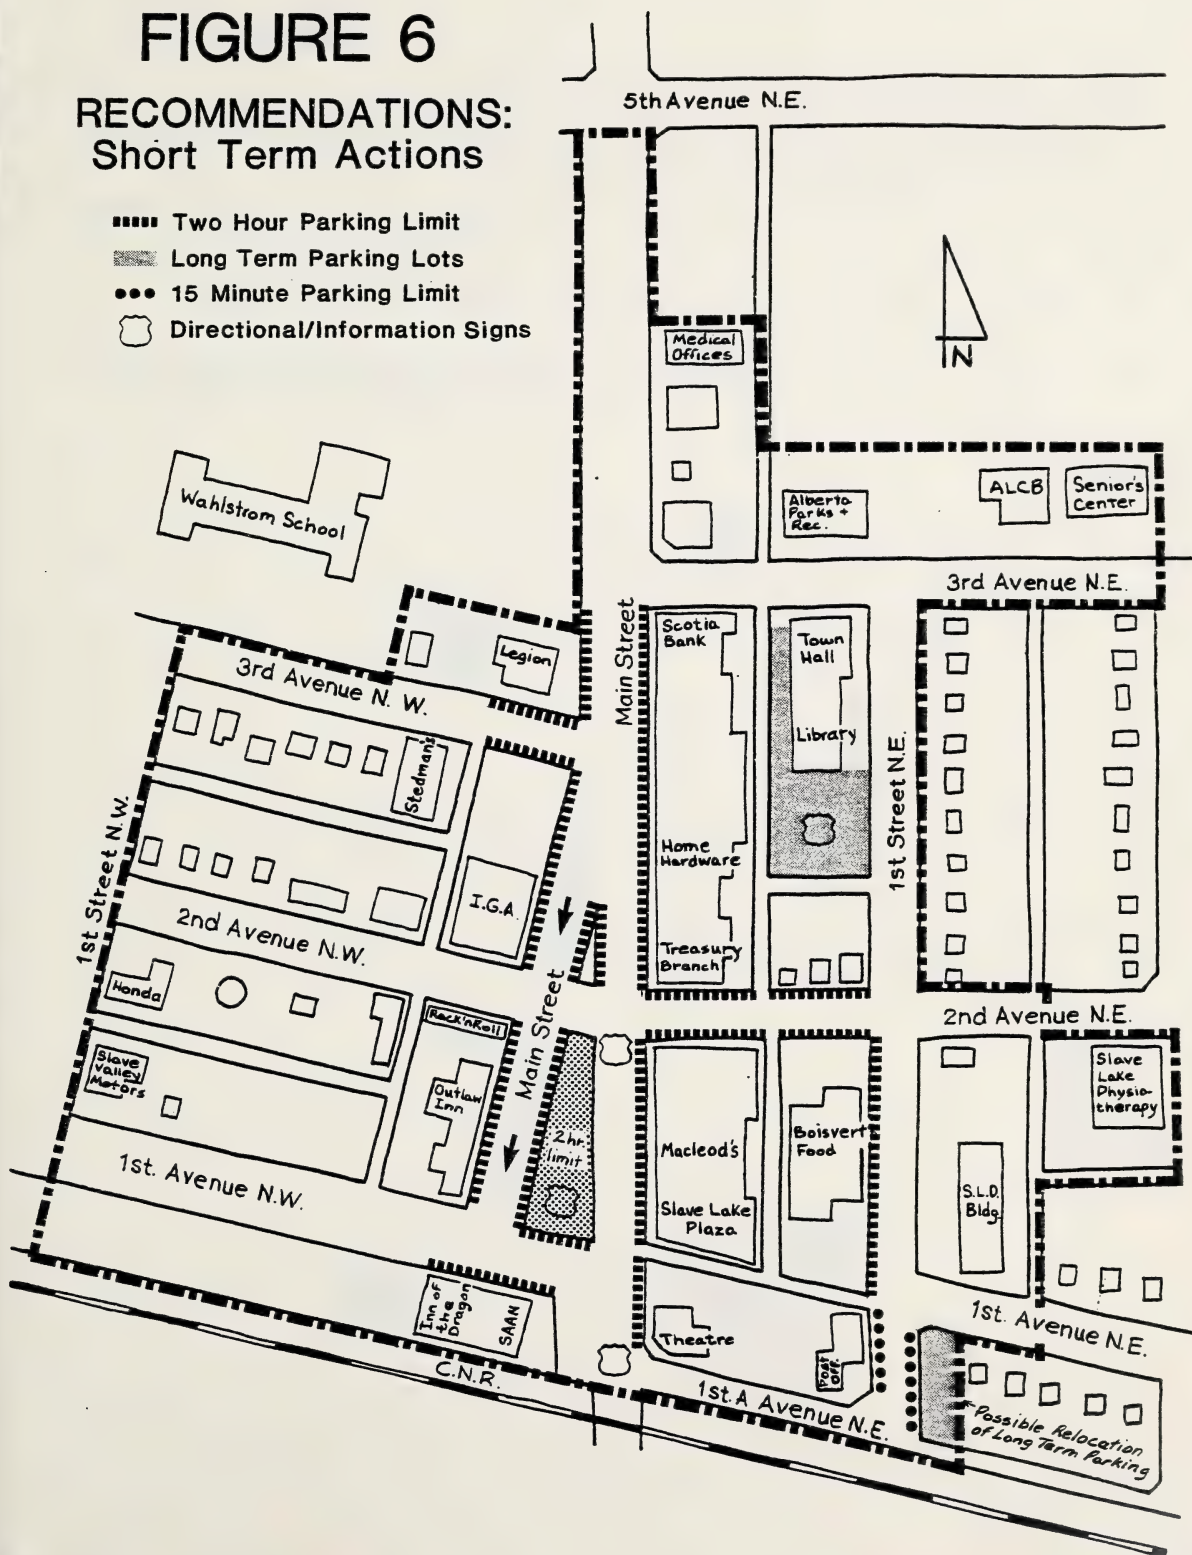 FIGURE 6
RECOMMENDATIONS:
Short Term Actions
Two Hour Parking Limit
Long Term Parking Lots
15 Minute Parking Limit
Directional/Information Signs
5th Avenue N.E.
N
Medical
Offices
Wahlstrom School
Alberta
Parks +
Rec.
ALCB
Senior's
Center
3rd Avenue N.E.
Legion
Main Street
Scotia
Bank
Town
Hall
3rd Avenue N.W.
Stedman's
Library
1st Street N.E.
1st Street N.W.
Home
Hardware
I.G.A.
2nd Avenue N.W.
Treasury
Branch
Honda
Main Street
Rock'n Roll
2nd Avenue N.E.
Slave
Valley
Motors
Outlaw
Inn
2 hr.
limit
Macleod's
Slave Lake
Plaza
Boisvert
Food
Slave
Lake
Physio-
therapy
S.L.D.
Bldg.
1st. Avenue N.W.
Inn of
the
Dragon
SAAN
C.N.R.
Theatre
Post
Off.
1st. Avenue N.E.
1st. A Avenue N.E.
Possible Relocation
of Long Term Parking